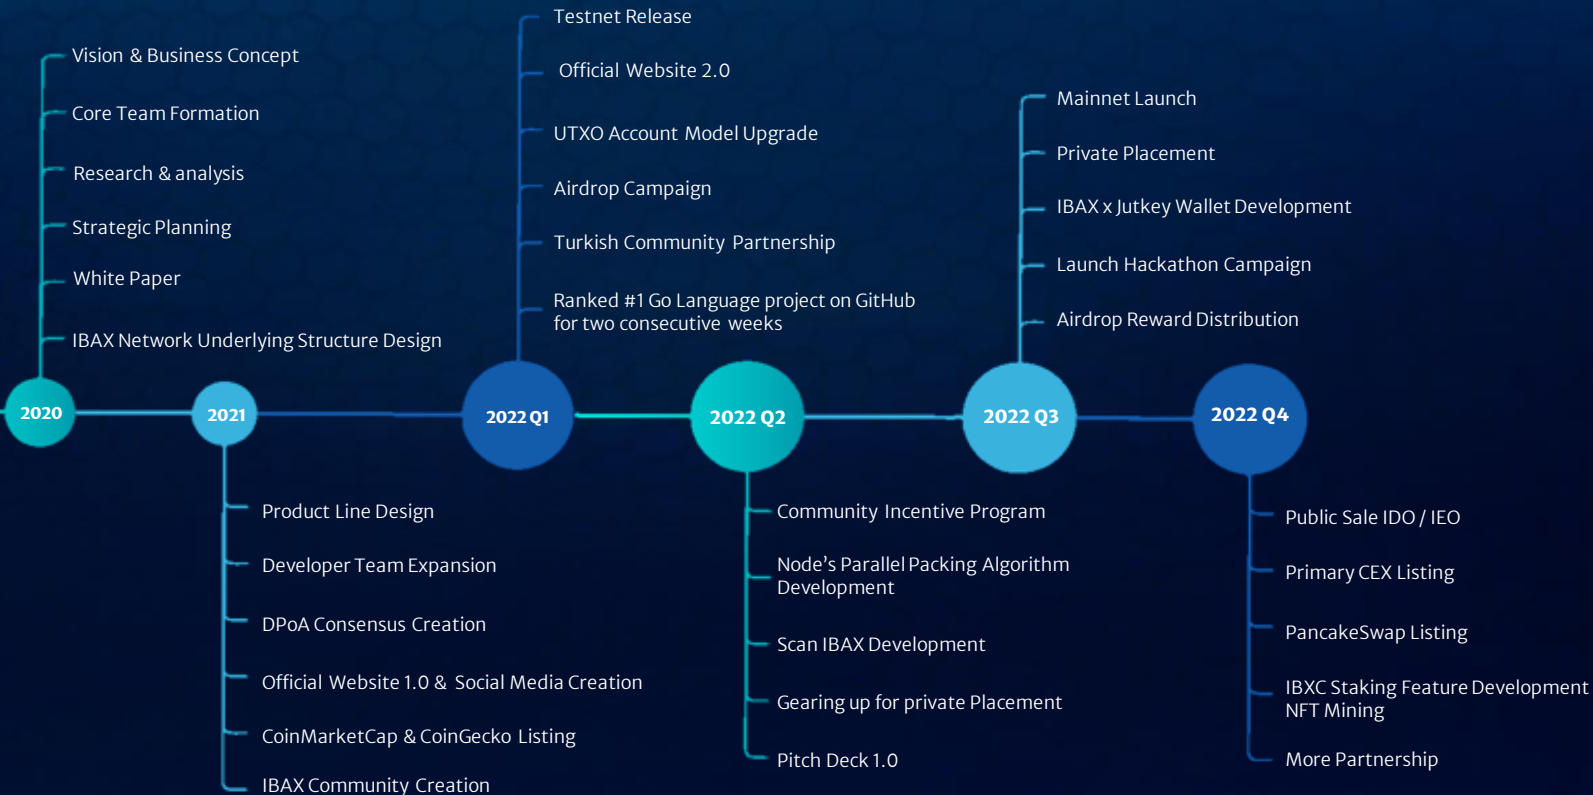 2020
Vision & Business Concept
Core Team Formation
Research & analysis
Strategic Planning
White Paper
IBAX Network Underlying Structure Design
2021
Product Line Design
Developer Team Expansion
DPoA Consensus Creation
Official Website 1.0 & Social Media Creation
CoinMarketCap & CoinGecko Listing
IBAX Community Creation
2022 Q1
Testnet Release
Official Website 2.0
UTXO Account Model Upgrade
Airdrop Campaign
Turkish Community Partnership
Ranked #1 Go Language project on GitHub
for two consecutive weeks
2022 Q2
Community Incentive Program
Node’s Parallel Packing Algorithm
Development
Scan IBAX Development
Gearing up for private Placement
Pitch Deck 1.0
2022 Q3
Mainnet Launch
Private Placement
IBAX x Jutkey Wallet Development
Launch Hackathon Campaign
Airdrop Reward Distribution
2022 Q4
Public Sale IDO / IEO
Primary CEX Listing
PancakeSwap Listing
IBXC Staking Feature Development
NFT Mining
More Partnership